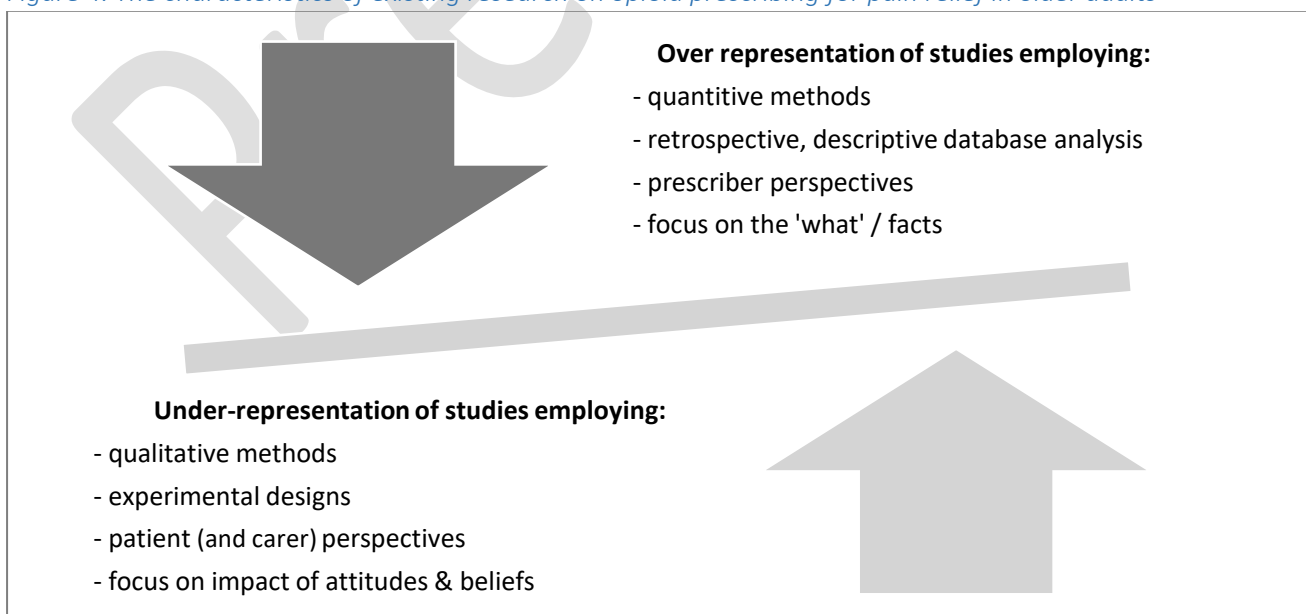 Over representation of studies employing:
- quantitive methods
- retrospective, descriptive database analysis
- prescriber perspectives
- focus on the 'what' / facts
Under-representation of studies employing:
- qualitative methods
- experimental designs
- patient (and carer) perspectives
- focus on impact of attitudes & beliefs